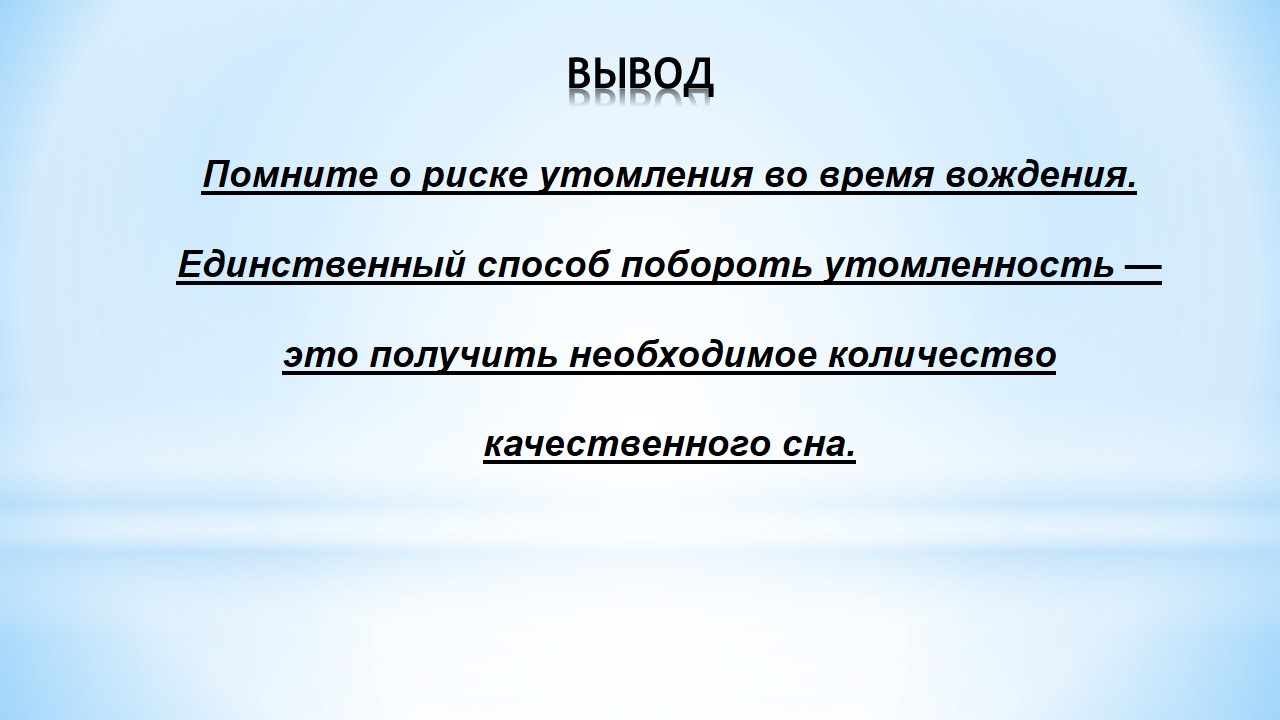 ВЫВОД
Помните о риске утомления во время вождения.
Единственный способ побороть утомленность —
это получить необходимое количество
качественного сна.